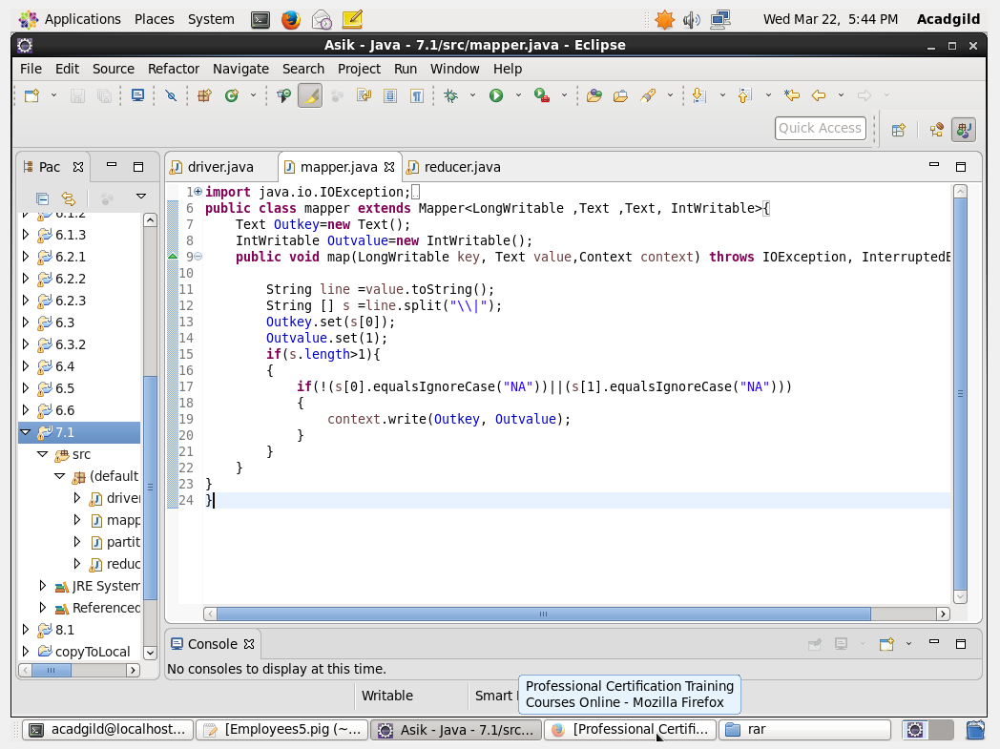 Applications Places System
Wed Mar 22, 5:44 PM Acadgild
Asik - Java - 7.1/src/mapper.java - Eclipse
File Edit Source Refactor Navigate Search Project Run Window Help
Quick Access
Pac
driver.java
mapper.java
reducer.java
6.1.2
6.1.3
6.2.1
6.2.2
6.2.3
6.3
6.3.2
6.4
6.5
6.6
7.1
src
(default
driver
mapp
partit
reduc
JRE System
Referenced
8.1
copyToLocal
1 import java.io.IOException;
6 public class mapper extends Mapper<LongWritable ,Text ,Text, IntWritable>{
7 Text Outkey=new Text();
8 IntWritable Outvalue=new IntWritable();
9 public void map(LongWritable key, Text value,Context context) throws IOException, InterruptedE
10
11 String line =value.toString();
12 String [] s =line.split("\\|");
13 Outkey.set(s[0]);
14 Outvalue.set(1);
15 if(s.length>1){
16 {
17 if(!(s[0].equalsIgnoreCase("NA"))||(s[1].equalsIgnoreCase("NA")))
18 {
19 context.write(Outkey, Outvalue);
20 }
21 }
22 }
23 }
24 }
Console
No consoles to display at this time.
Writable
Smart
Professional Certification Training
Courses Online - Mozilla Firefox
acadgild@localhost...
[Employees5.pig (~...
Asik - Java - 7.1/src...
[Professional Certifi...
rar